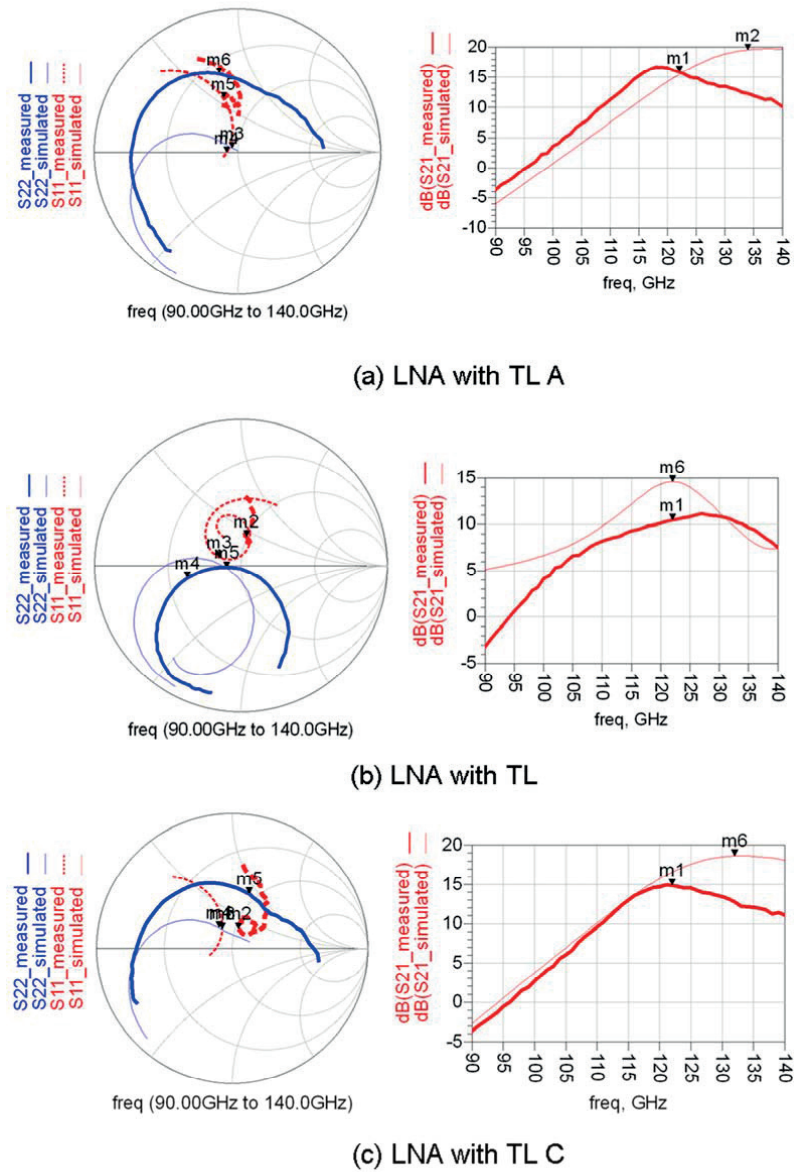 S22_measured
S22_simulated
S11_measured
S11_simulated
m6
m5
m3
freq (90.00GHz to 140.0GHz)
dB(S21_measured)
dB(S21_simulated)
20
15
10
5
0
-5
-10
m1
m2
90
95
100
105
110
115
120
125
130
135
140
freq, GHz
(a) LNA with TL A
S22_measured
S22_simulated
S11_measured
S11_simulated
m2
m3
m4
freq (90.00GHz to 140.0GHz)
dB(S21_measured)
dB(S21_simulated)
15
10
5
0
-5
m6
m1
90
95
100
105
110
115
120
125
130
135
140
freq, GHz
(b) LNA with TL
S22_measured
S22_simulated
S11_measured
S11_simulated
m5
m2
freq (90.00GHz to 140.0GHz)
dB(S21_measured)
dB(S21_simulated)
20
15
10
5
0
-5
m1
m6
90
95
100
105
110
115
120
125
130
135
140
freq, GHz
(c) LNA with TL C